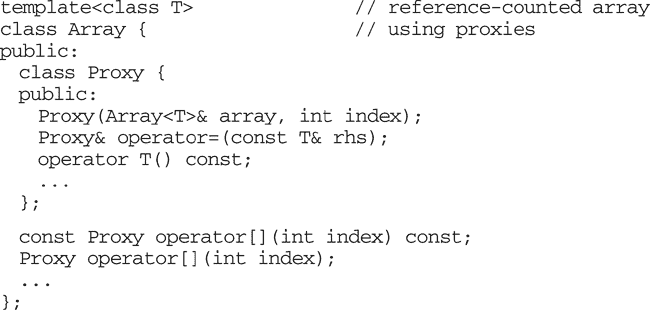 template<class T>                // reference-counted array
class Array {                    // using proxies
public:
  class Proxy {
  public:
    Proxy(Array<T>& array, int index);
    Proxy& operator=(const T& rhs);
    operator T() const;
    ...
  };
  const Proxy operator[](int index) const;
  Proxy operator[](int index);
  ...
};